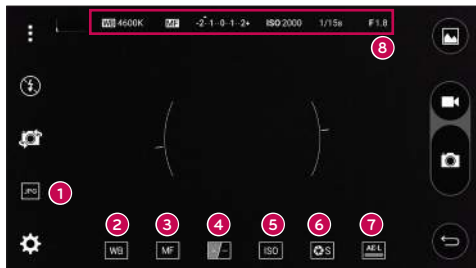 WB 4600K MF -2-1-0-1-2+ ISO 2000 1/15s F1.8
8
JPG 1
2 3 4 5 6 7
WB MF +/- ISO S AE-L